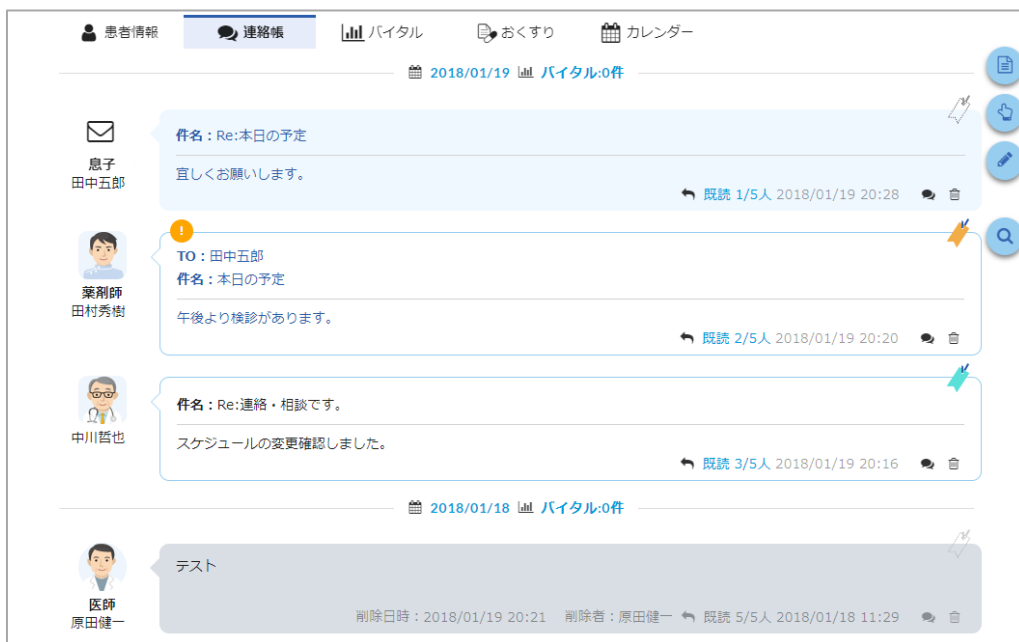 患者情報 連絡帳 バイタル おくすり カレンダー
2018/01/19 バイタル:0件
件名：Re:本日の予定
息子
田中五郎
宜しくお願いします。
既読 1/5人 2018/01/19 20:28
TO：田中五郎
件名：本日の予定
薬剤師
田村秀樹
午後より検診があります。
既読 2/5人 2018/01/19 20:20
件名：Re:連絡・相談です。
中川哲也
スケジュールの変更確認しました。
既読 3/5人 2018/01/19 20:16
2018/01/18 バイタル:0件
テスト
医師
原田健一
削除日時：2018/01/19 20:21 削除者：原田健一 既読 5/5人 2018/01/18 11:29